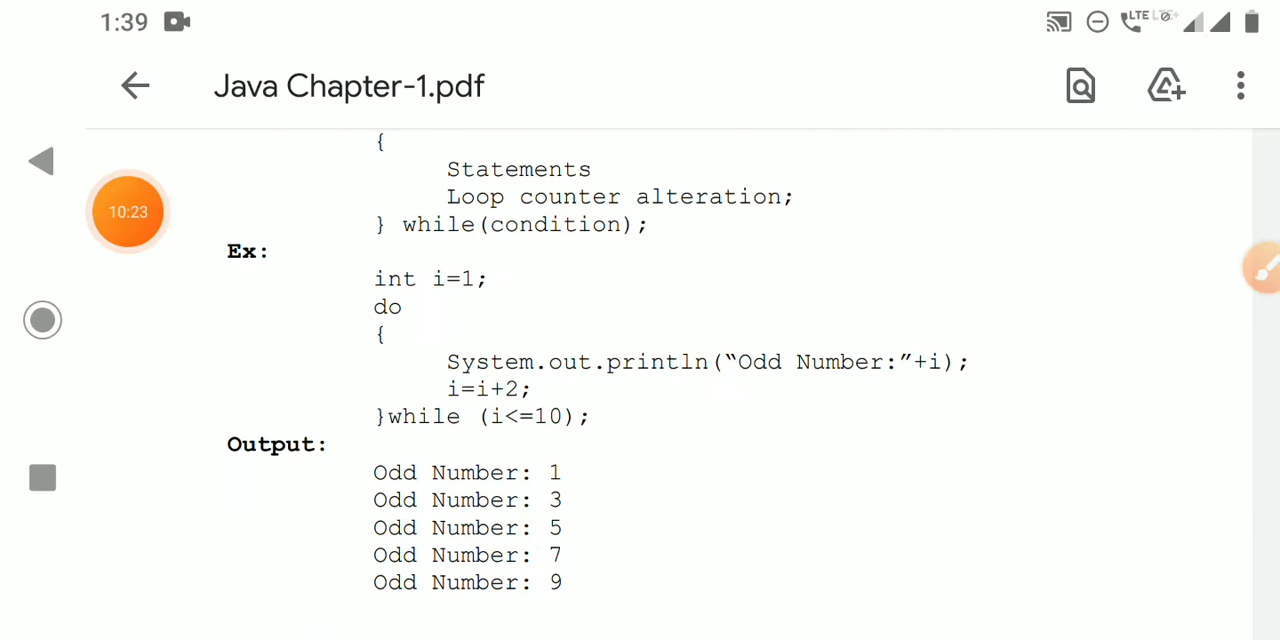 1:39
LTE LTE+
Java Chapter-1.pdf
{
Statements
Loop counter alteration;
} while(condition);
10:23
Ex:
int i=1;
do
{
System.out.println(“Odd Number:”+i);
i=i+2;
}while (i<=10);
Output:
Odd Number: 1
Odd Number: 3
Odd Number: 5
Odd Number: 7
Odd Number: 9